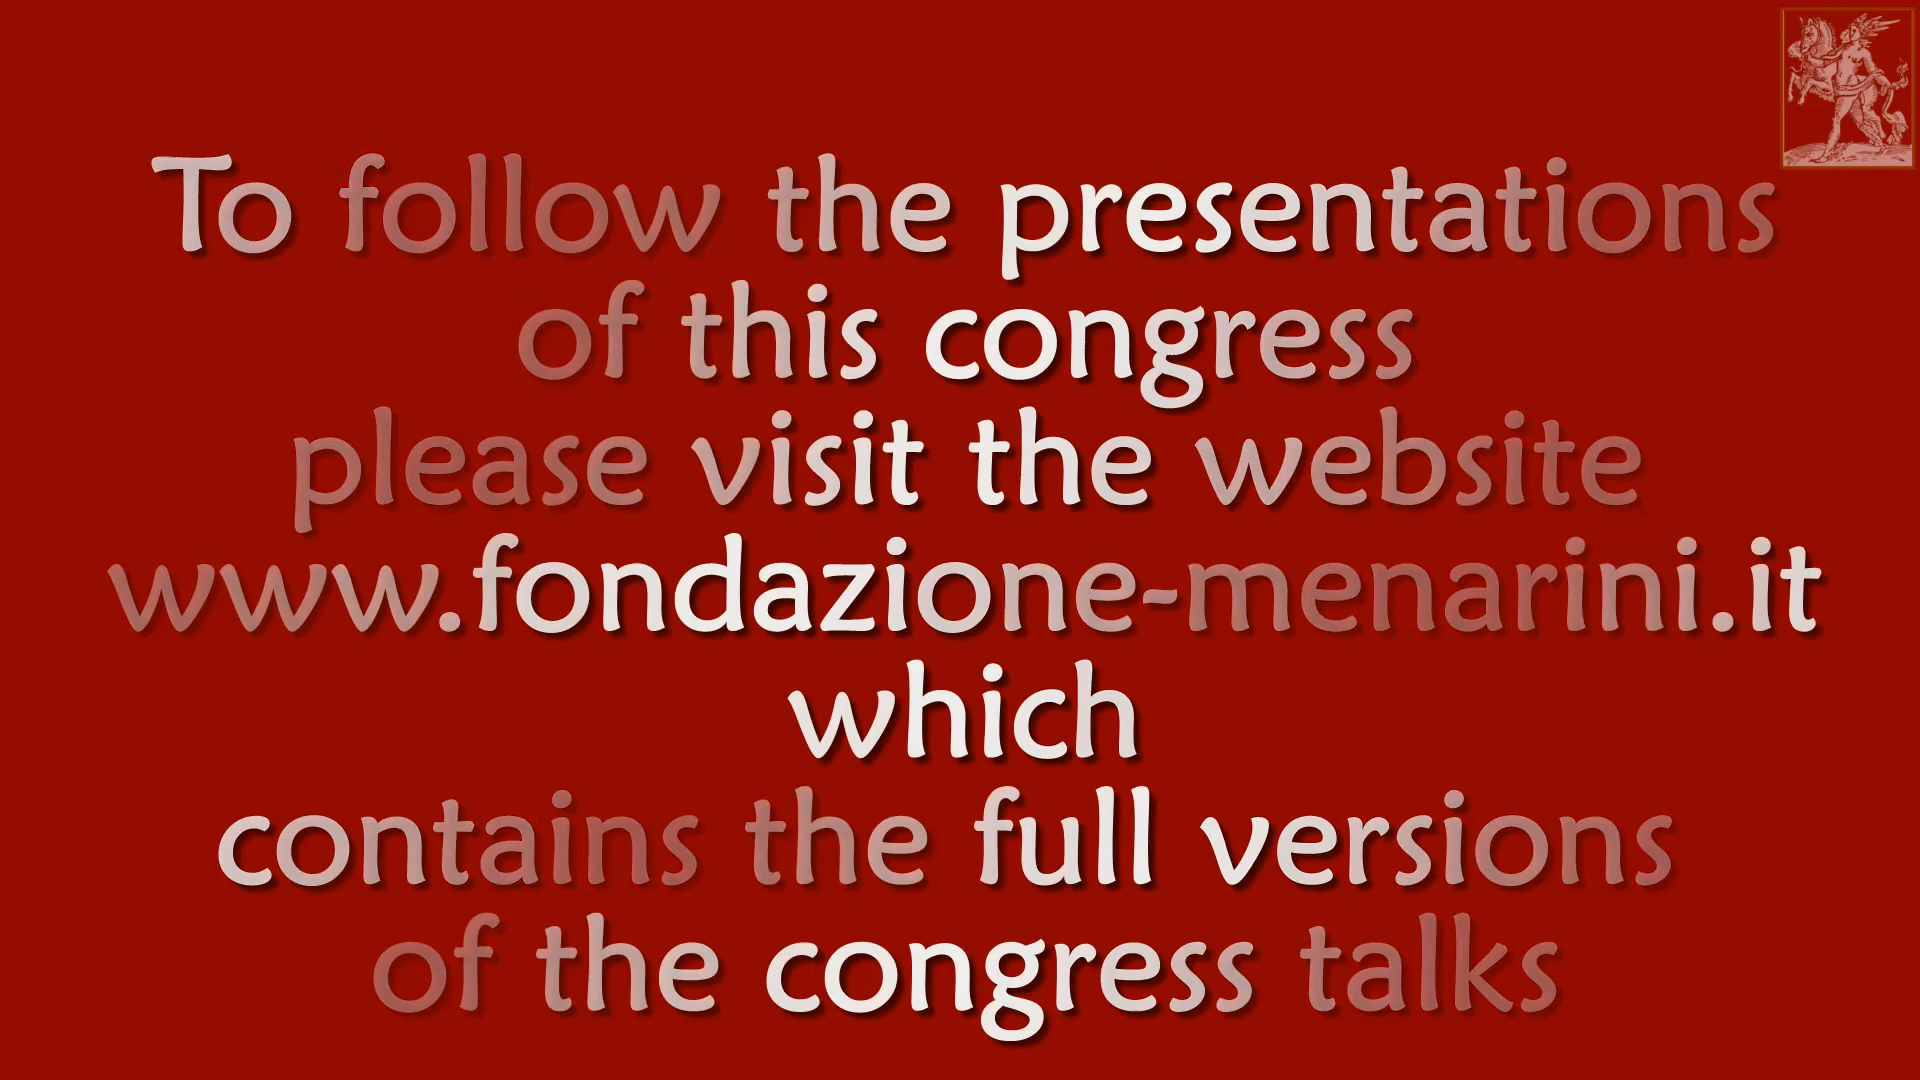 To follow the presentations
of this congress
please visit the website
www.fondazione-menarini.it
which
contains the full versions
of the congress talks